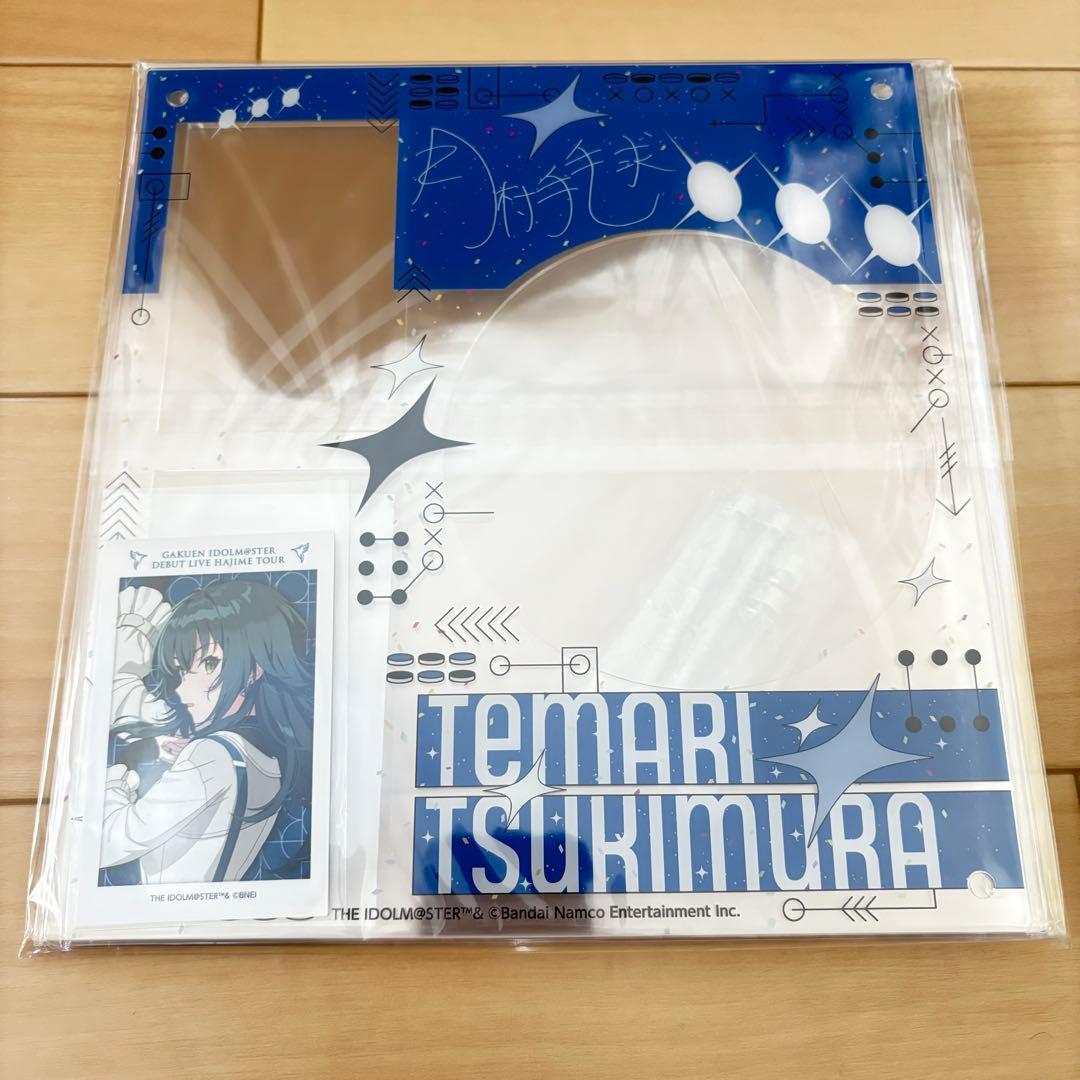 月村手毬
GAKUEN IDOLM@STER
DEBUT LIVE HAJIME TOUR
THE IDOLM@STER™& ©BNEI
TEMARI
TSUKIMURA
THE IDOLM@STER™& ©Bandai Namco Entertainment Inc.